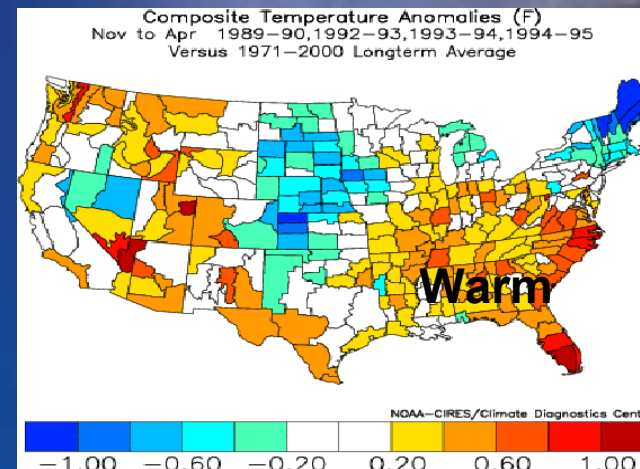 Composite Temperature Anomalies (F)
Nov to Apr 1989-90,1992-93,1993-94,1994-95
Versus 1971-2000 Longterm Average
Warm
NOAA-CIRES/Climate Diagnostics Cent
-1.00 -0.60 -0.20 0.20 0.60 1.00